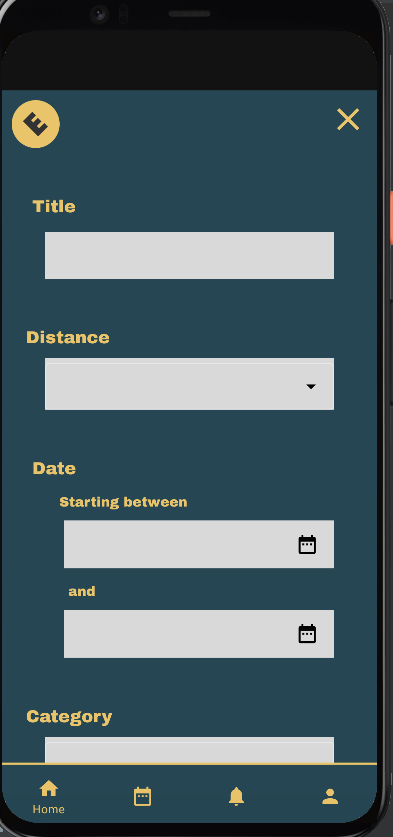 E
Title
Distance
Date
Starting between
and
Category
Home